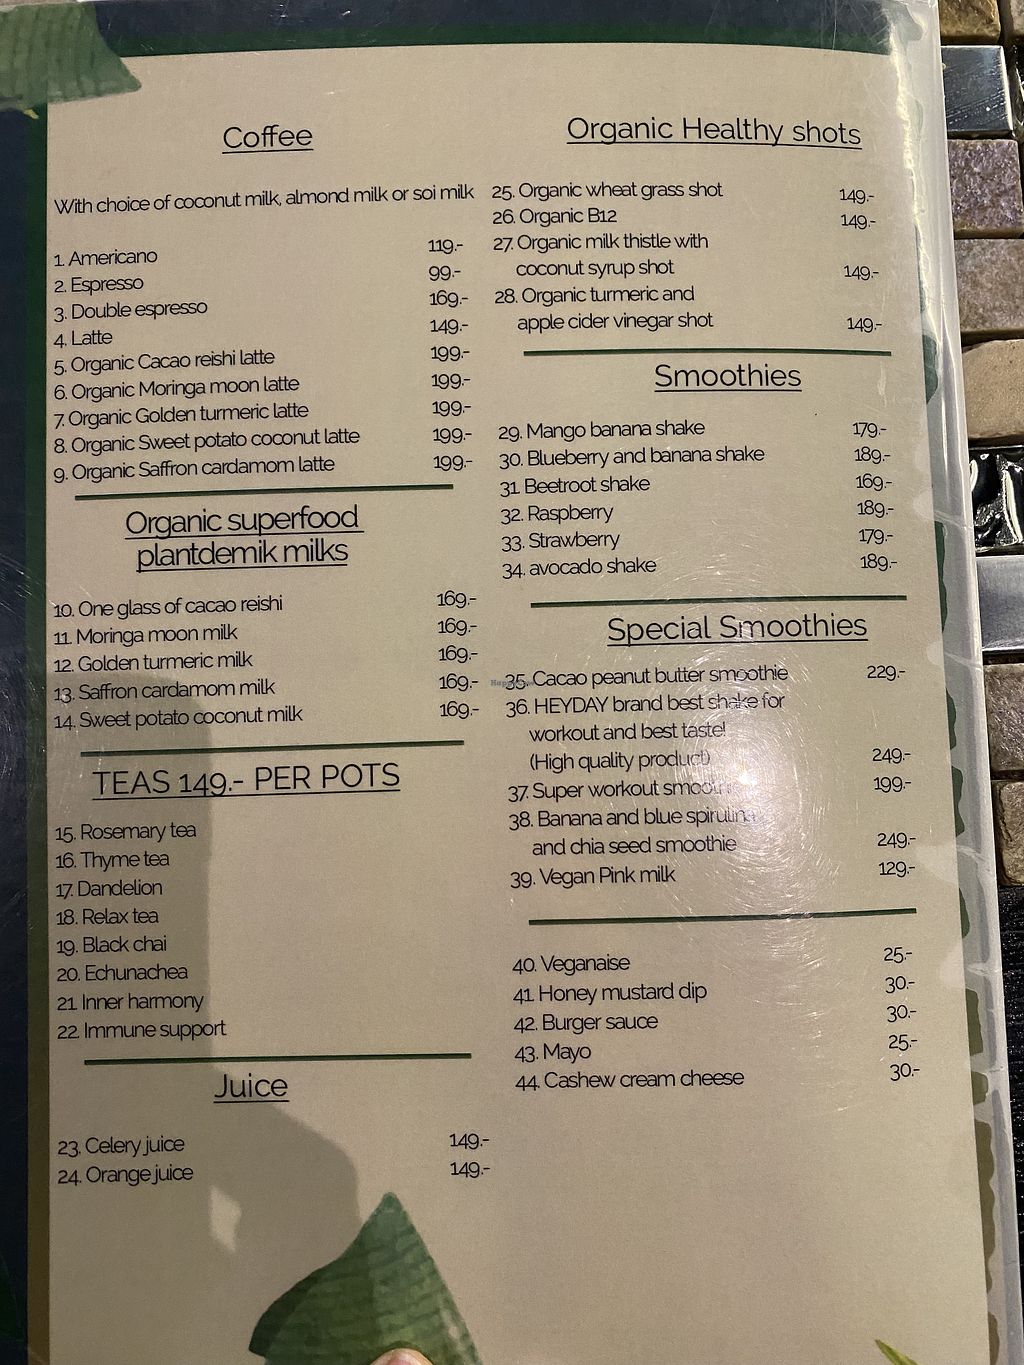 Coffee
With choice of coconut milk, almond milk or soi milk
1. Americano 119.-
2. Espresso 99.-
3. Double espresso 169.-
4. Latte 149.-
5. Organic Cacao reishi latte 199.-
6. Organic Moringa moon latte 199.-
7. Organic Golden turmeric latte 199.-
8. Organic Sweet potato coconut latte 199.-
9. Organic Saffron cardamom latte 199.-
Organic superfood
plantdemik milks
10. One glass of cacao reishi 169.-
11. Moringa moon milk 169.-
12. Golden turmeric milk 169.-
13. Saffron cardamom milk 169.-
14. Sweet potato coconut milk 169.-
TEAS 149.- PER POTS
15. Rosemary tea
16. Thyme tea
17. Dandelion
18. Relax tea
19. Black chai
20. Echunachea
21. Inner harmony
22. Immune support
Juice
23. Celery juice 149.-
24. Orange juice 149.-
Organic Healthy shots
25. Organic wheat grass shot 149.-
26. Organic B12 149.-
27. Organic milk thistle with
coconut syrup shot 149.-
28. Organic turmeric and
apple cider vinegar shot 149.-
Smoothies
29. Mango banana shake 179.-
30. Blueberry and banana shake 189.-
31. Beetroot shake 169.-
32. Raspberry 189.-
33. Strawberry 179.-
34. avocado shake 189.-
Special Smoothies
35. Cacao peanut butter smoothie 229.-
36. HEYDAY brand best shake for
workout and best taste!
(High quality product) 249.-
37. Super workout 199.-
38. Banana and blue spirulina
and chia seed smoothie 249.-
39. Vegan Pink milk 129.-
40. Veganaise 25.-
41. Honey mustard dip 30.-
42. Burger sauce 30.-
43. Mayo 25.-
44. Cashew cream cheese 30.-